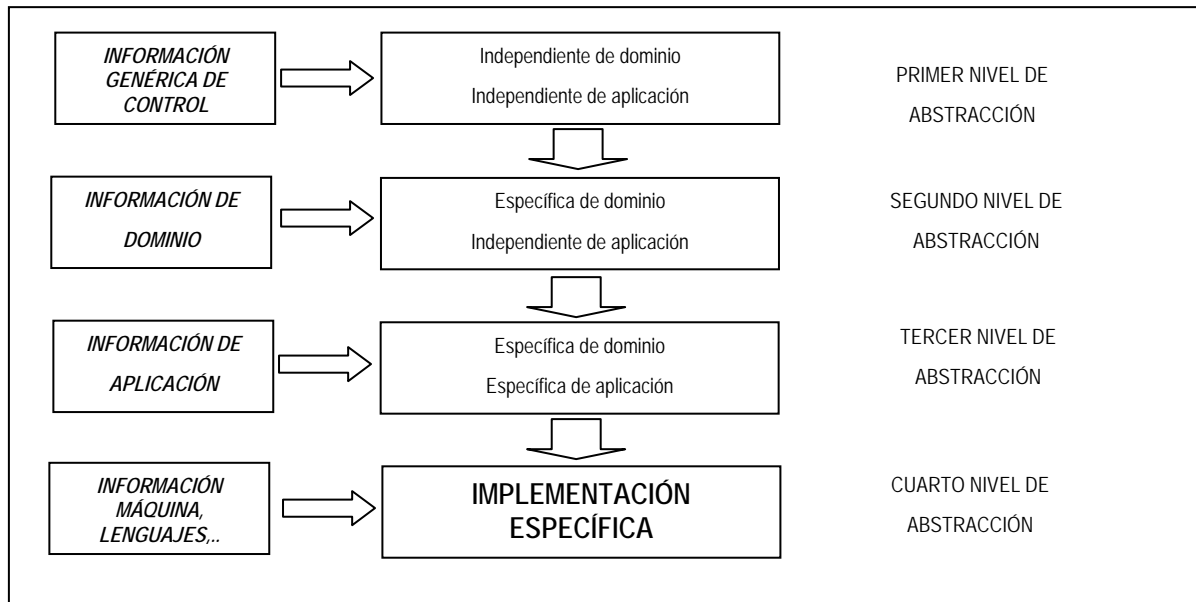 INFORMACIÓN
GENÉRICA DE
CONTROL
Independiente de dominio
Independiente de aplicación
PRIMER NIVEL DE
ABSTRACCIÓN
INFORMACIÓN DE
DOMINIO
Específica de dominio
Independiente de aplicación
SEGUNDO NIVEL DE
ABSTRACCIÓN
INFORMACIÓN DE
APLICACIÓN
Específica de dominio
Específica de aplicación
TERCER NIVEL DE
ABSTRACCIÓN
INFORMACIÓN
MÁQUINA,
LENGUAJES,..
IMPLEMENTACIÓN
ESPECÍFICA
CUARTO NIVEL DE
ABSTRACCIÓN